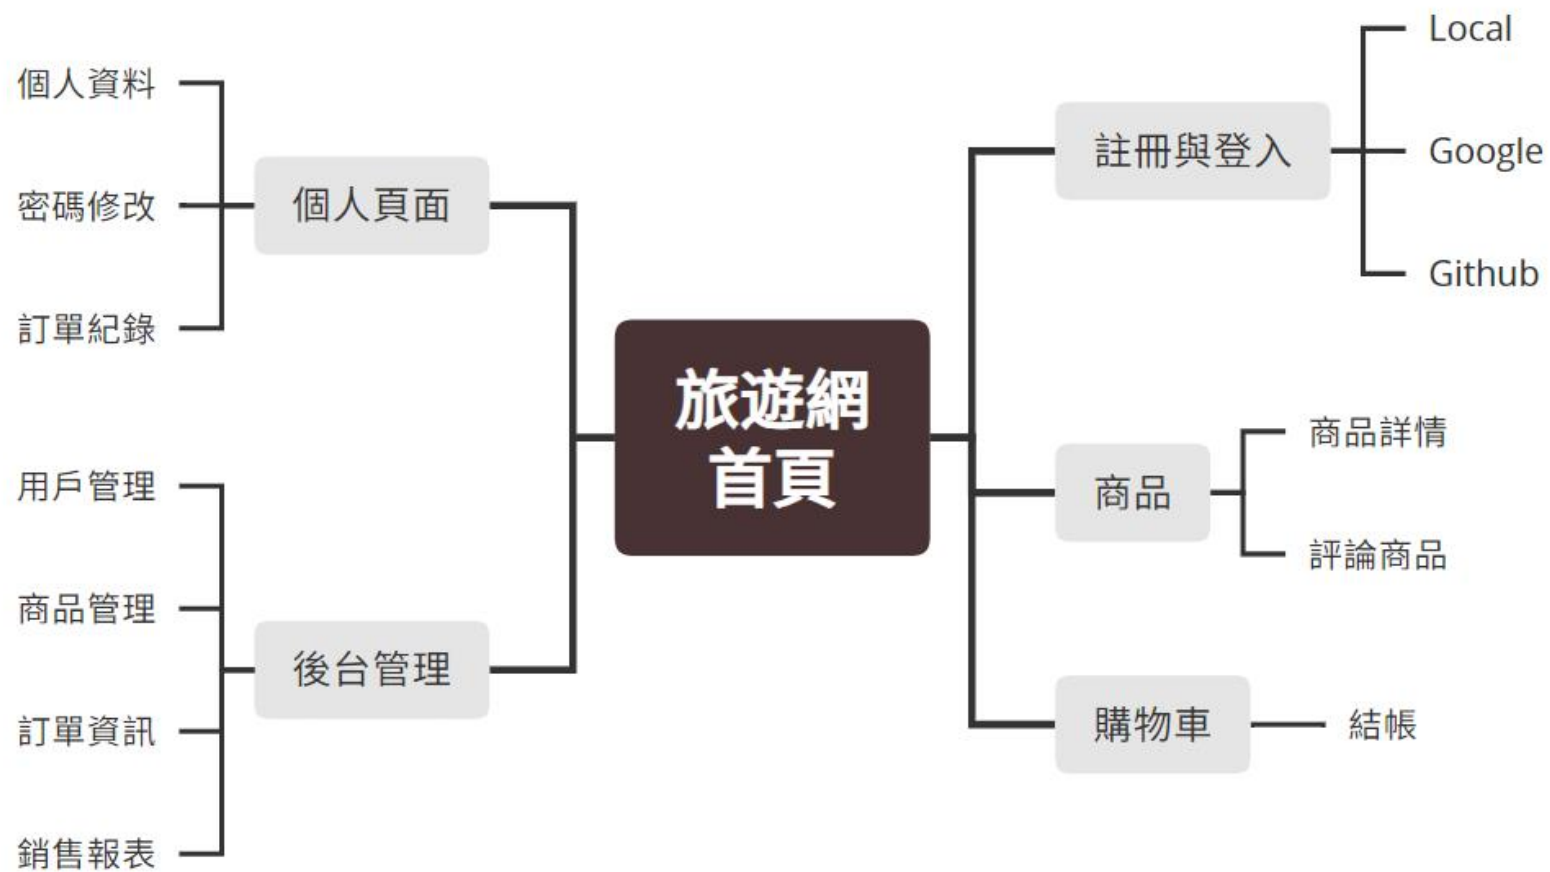 個人資料
密碼修改
訂單紀錄
個人頁面
用戶管理
商品管理
訂單資訊
銷售報表
後台管理
旅遊網
首頁
註冊與登入
Local
Google
Github
商品
商品詳情
評論商品
購物車
結帳